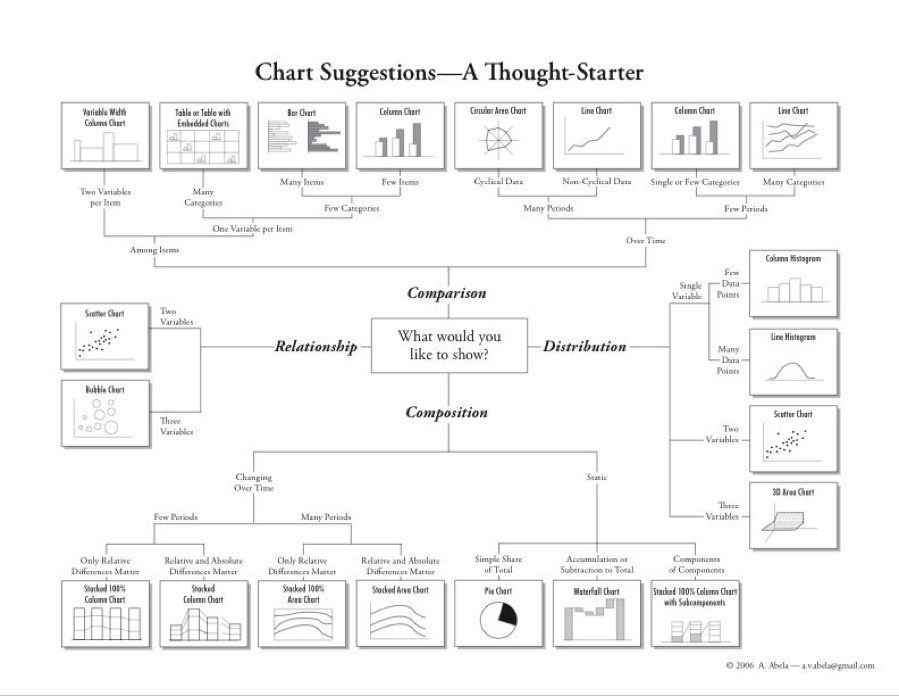 Chart Suggestions—A Thought-Starter
Variable Width
Column Chart
Table or Table with
Embedded Charts
Bar Chart
Column Chart
Circular Area Chart
Line Chart
Column Chart
Line Chart
Two Variables
per Item
Many
Categories
Many Items
Few Items
Cyclical Data
Non-Cyclical Data
Single or Few Categories
Many Categories
Few Categories
Many Periods
Few Periods
One Variable per Item
Among Items
Over Time
Comparison
What would you
like to show?
Relationship
Scatter Chart
Two
Variables
Bubble Chart
Three
Variables
Distribution
Single
Variable
Few
Data
Points
Column Histogram
Many
Data
Points
Line Histogram
Two
Variables
Scatter Chart
Three
Variables
3D Area Chart
Composition
Changing
Over Time
Static
Few Periods
Many Periods
Only Relative
Differences Matter
Relative and Absolute
Differences Matter
Only Relative
Differences Matter
Relative and Absolute
Differences Matter
Simple Share
of Total
Accumulation or
Subtraction to Total
Components
of Components
Stacked 100%
Column Chart
Stacked
Column Chart
Stacked 100%
Area Chart
Stacked Area Chart
Pie Chart
Waterfall Chart
Stacked 100% Column Chart
with Subcomponents
© 2006 A. Abela — a.v.abela@gmail.com